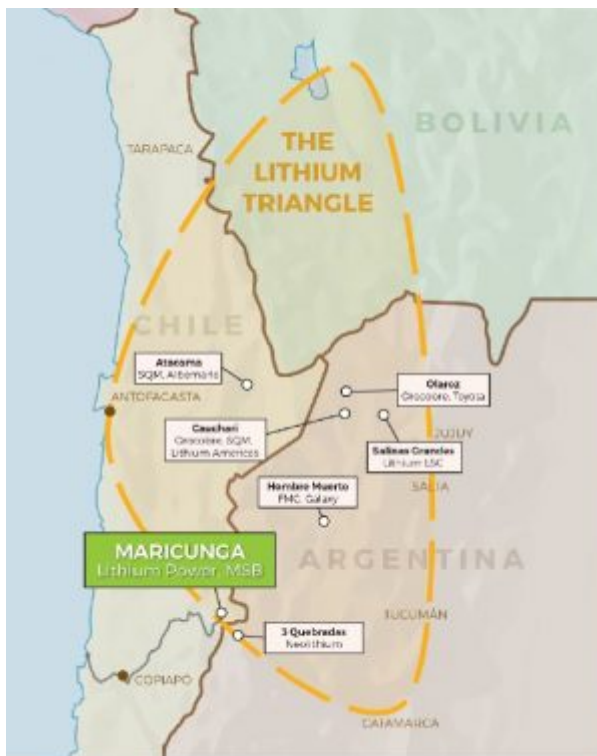 BOLIVIA
THE
LITHIUM
TRIANGLE
TARAPACA
CHILE
Atacama
SQM, Albemarle
ANTOFAGASTA
Olaroz
Orocobre, Toyota
Cauchari
Orocobre, SQM,
Lithium Americas
JUJUY
Salinas Grandes
Lithium LSC
SALTA
Hombre Muerto
FMC, Galaxy
MARICUNGA
Lithium Power, MSB
ARGENTINA
TUCUMÁN
3 Quebradas
Neolithium
COPIAPÓ
CATAMARCA